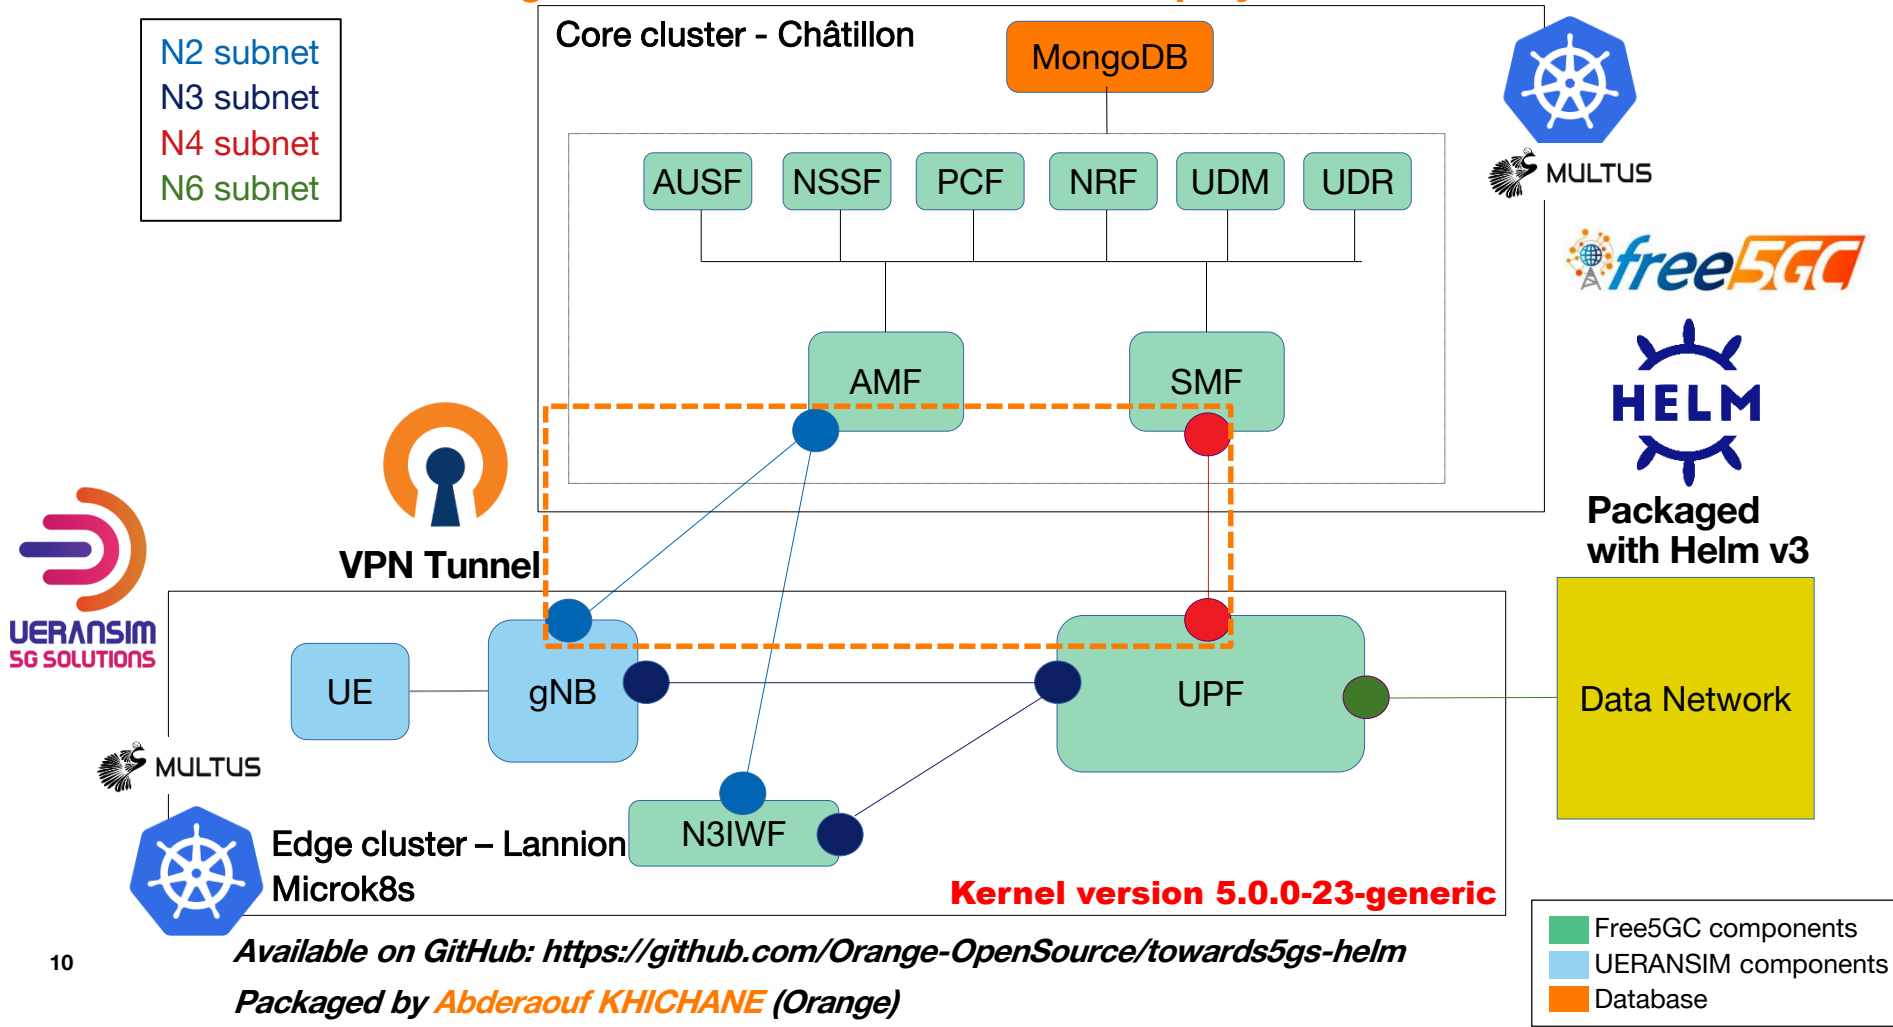 Core cluster - Châtillon
MongoDB
N2 subnet
N3 subnet
N4 subnet
N6 subnet
AUSF
NSSF
PCF
NRF
UDM
UDR
MULTUS
free5GC
AMF
SMF
HELM
Packaged
with Helm v3
VPN Tunnel
UERANSIM
5G SOLUTIONS
UE
gNB
UPF
Data Network
MULTUS
N3IWF
Edge cluster – Lannion
Microk8s
Kernel version 5.0.0-23-generic
Free5GC components
UERANSIM components
Database
Available on GitHub: https://github.com/Orange-OpenSource/towards5gs-helm
10
Packaged by Abderaouf KHICHANE (Orange)